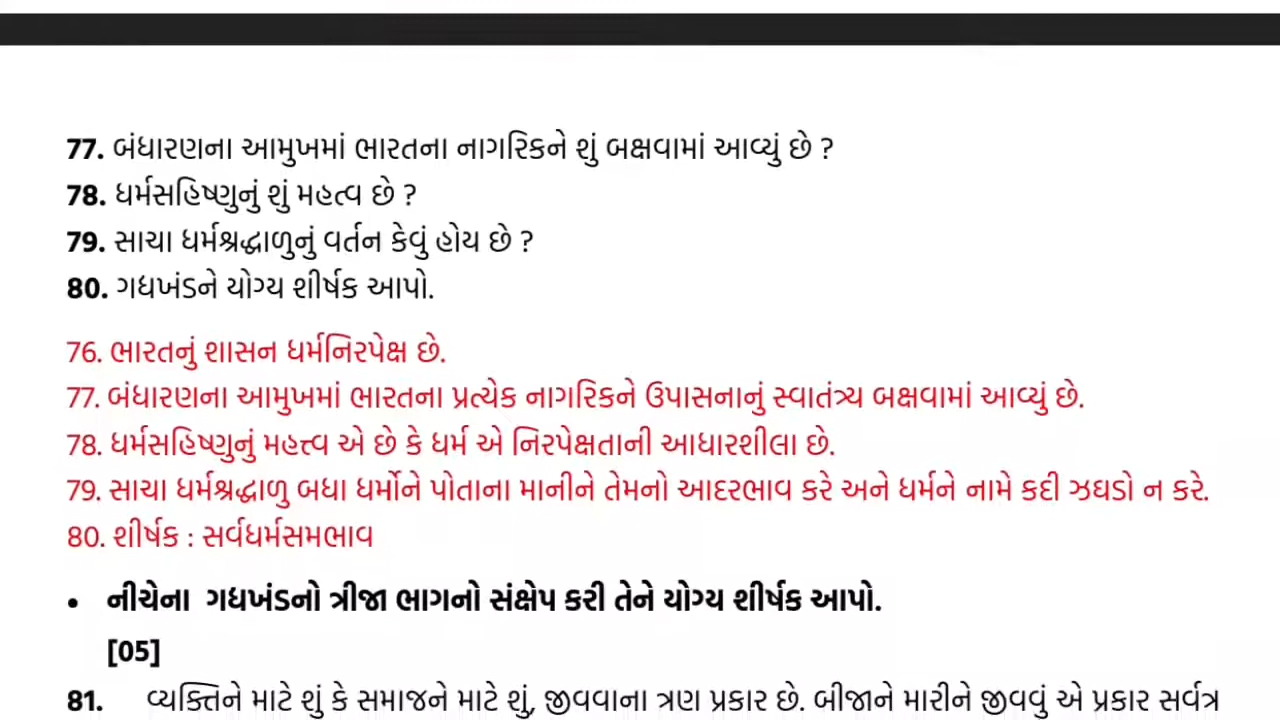 77. બંધારણના આમુખમાં ભારતના નાગરિકને શું બક્ષવામાં આવ્યું છે ?
78. ધર્મસહિષ્ણુનું શું મહત્વ છે ?
79. સાચા ધર્મશ્રદ્ધાળુનું વર્તન કેવું હોય છે ?
80. ગદ્યખંડને યોગ્ય શીર્ષક આપો.
76. ભારતનું શાસન ધર્મનિરપેક્ષ છે.
77. બંધારણના આમુખમાં ભારતના પ્રત્યેક નાગરિકને ઉપાસનાનું સ્વાતંત્ર્ય બક્ષવામાં આવ્યું છે.
78. ધર્મસહિષ્ણુનું મહત્ત્વ એ છે કે ધર્મ એ નિરપેક્ષતાની આધારશીલા છે.
79. સાચા ધર્મશ્રદ્ધાળુ બધા ધર્મોને પોતાના માનીને તેમનો આદરભાવ કરે અને ધર્મને નામે કદી ઝઘડો ન કરે.
80. શીર્ષક : સર્વધર્મસમભાવ
• નીચેના ગદ્યખંડનો ત્રીજા ભાગનો સંક્ષેપ કરી તેને યોગ્ય શીર્ષક આપો.
[05]
81. વ્યક્તિને માટે શું કે સમાજને માટે શું, જીવવાના ત્રણ પ્રકાર છે. બીજાને મારીને જીવવું એ પ્રકાર સર્વત્ર